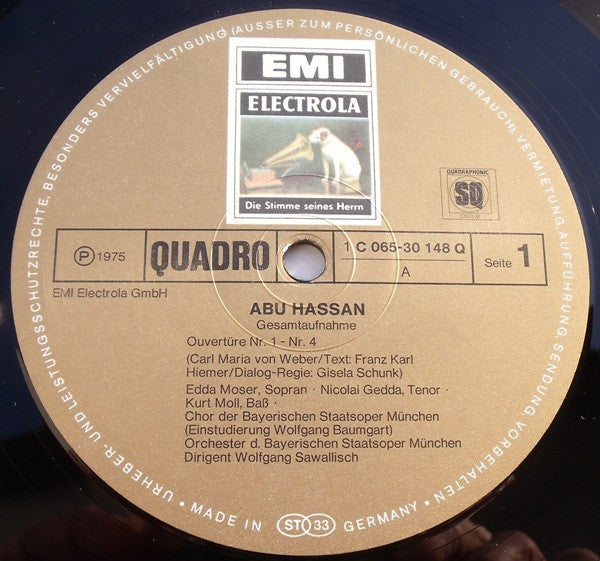 EMI
ELECTROLA
Die Stimme seines Herrn
QUADRAPHONIC
SQ
SYSTEM
Ⓟ 1975
QUADRO
1 C 065-30 148 Q
A
Seite 1
EMI Electrola GmbH
ABU HASSAN
Gesamtaufnahme
Ouvertüre Nr. 1 - Nr. 4
(Carl Maria von Weber/Text: Franz Karl
Hiemer/Dialog-Regie: Gisela Schunk)
Edda Moser, Sopran · Nicolai Gedda, Tenor ·
Kurt Moll, Baß ·
Chor der Bayerischen Staatsoper München
(Einstudierung Wolfgang Baumgart)
Orchester d. Bayerischen Staatsoper München
Dirigent Wolfgang Sawallisch
URHEBER- UND LEISTUNGSSCHUTZRECHTE, BESONDERS VERVIELFÄLTIGUNG (AUSSER ZUM PERSÖNLICHEN GEBRAUCH), VERMIETUNG, AUFFÜHRUNG, SENDUNG VORBEHALTEN ·
· MADE IN ST 33 GERMANY ·